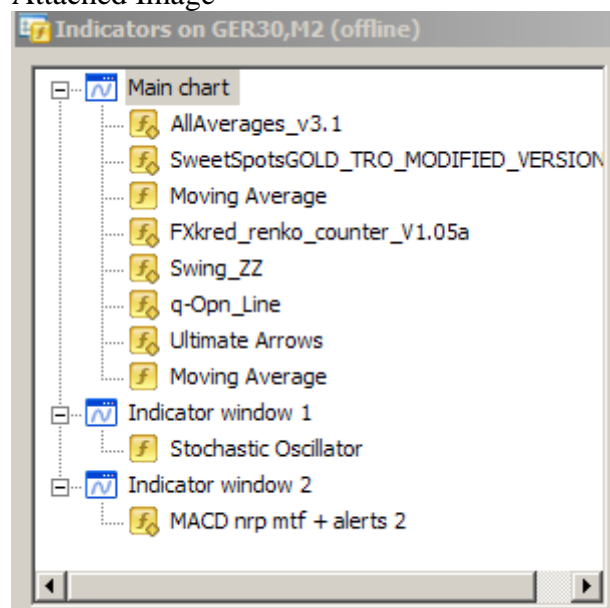 Attached Image
Indicators on GER30,M2 (offline)
Main chart
AllAverages_v3.1
SweetSpotsGOLD_TRO_MODIFIED_VERSION
Moving Average
FXkred_renko_counter_V1.05a
Swing_ZZ
q-Opn_Line
Ultimate Arrows
Moving Average
Indicator window 1
Stochastic Oscillator
Indicator window 2
MACD nrp mtf + alerts 2